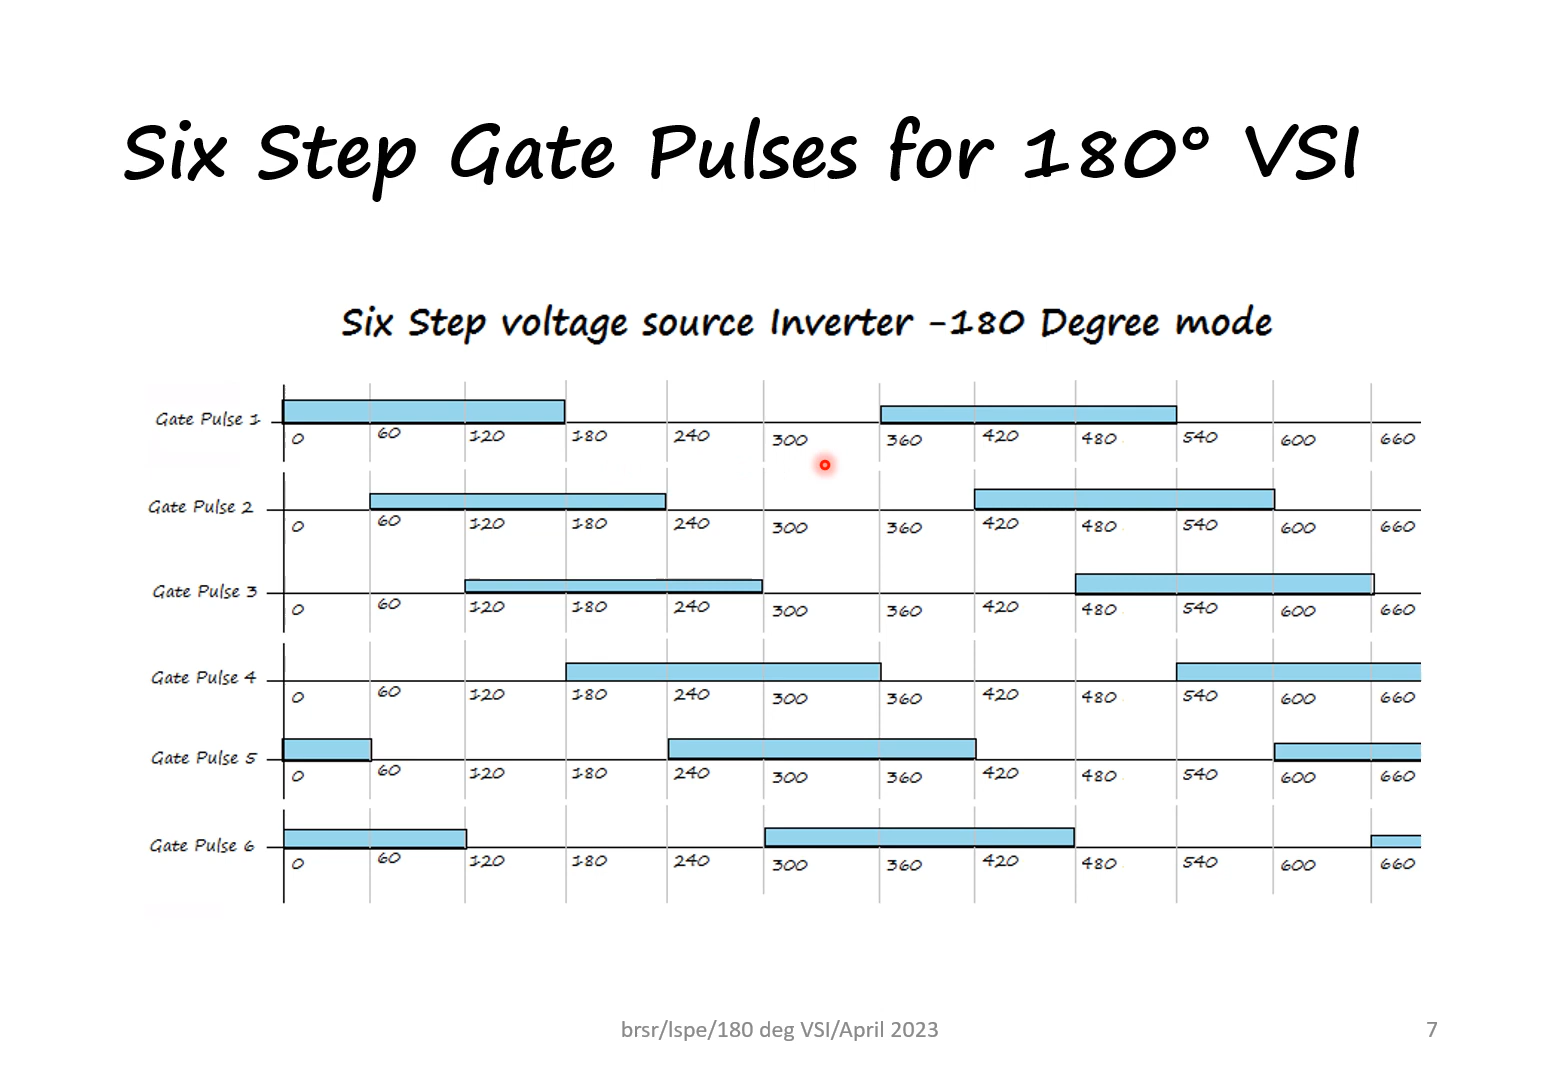 Six Step Gate Pulses for 180° VSI
Six Step voltage source Inverter -180 Degree mode
Gate Pulse 1
0 60 120 180 240 300 360 420 480 540 600 660
Gate Pulse 2
0 60 120 180 240 300 360 420 480 540 600 660
Gate Pulse 3
0 60 120 180 240 300 360 420 480 540 600 660
Gate Pulse 4
0 60 120 180 240 300 360 420 480 540 600 660
Gate Pulse 5
0 60 120 180 240 300 360 420 480 540 600 660
Gate Pulse 6
0 60 120 180 240 300 360 420 480 540 600 660
brsr/lspe/180 deg VSI/April 2023
7